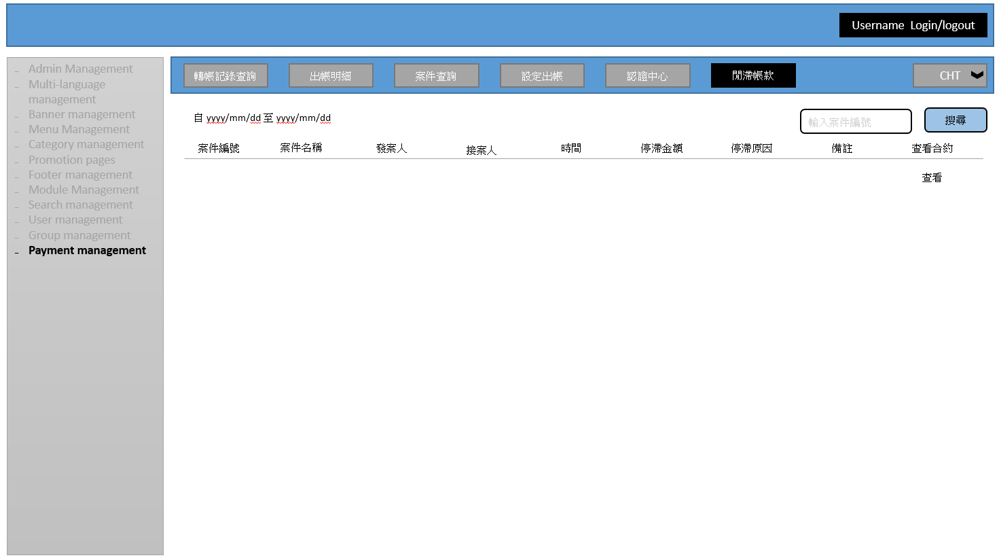 Username  Login/logout
Admin Management
Multi-language
management
Banner management
Menu Management
Category management
Promotion pages
Footer management
Module Management
Search management
User management
Group management
Payment management
轉帳記錄查詢 出帳明細 案件查詢 設定出帳 認證中心 閒滯帳款 CHT
自 yyyy/mm/dd 至 yyyy/mm/dd 輸入案件編號 搜尋
案件編號 案件名稱 發案人 接案人 時間 停滯金額 停滯原因 備註 查看合約
查看